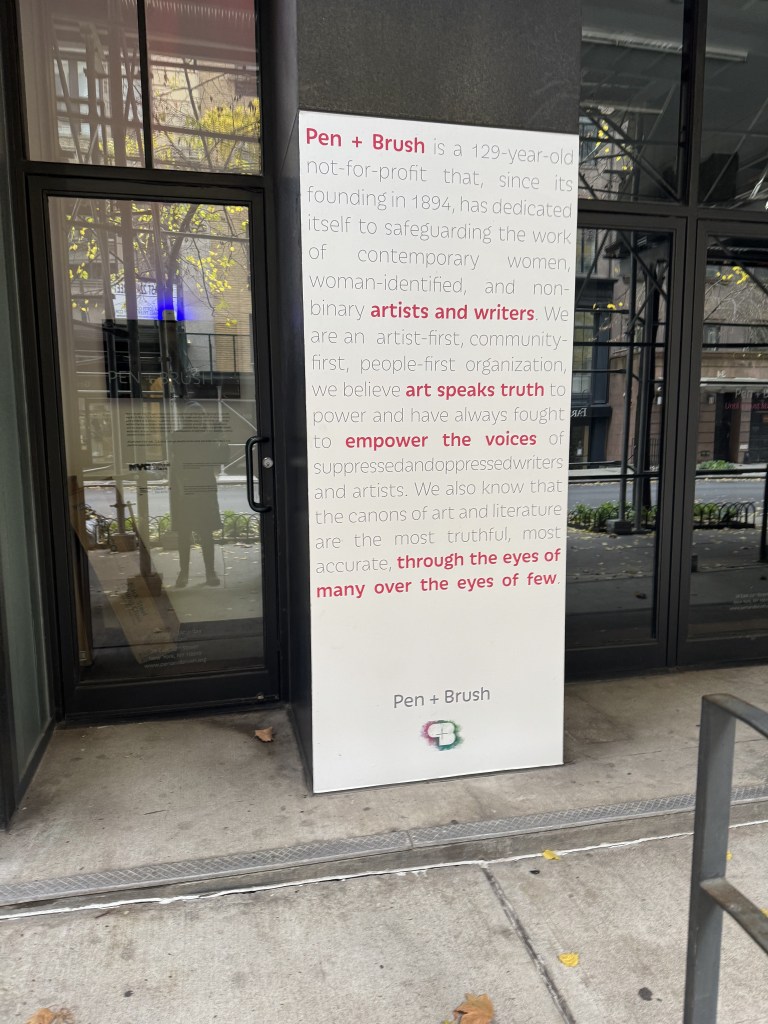 Pen + Brush is a 129-year-old
not-for-profit that, since its
founding in 1894, has dedicated
itself to safeguarding the work
of contemporary women,
woman-identified, and non-
binary artists and writers. We
are an artist-first, community-
first, people-first organization,
we believe art speaks truth to
power and have always fought
to empower the voices of
suppressedandoppressedwriters
and artists. We also know that
the canons of art and literature
are the most truthful, most
accurate, through the eyes of
many over the eyes of few.
Pen + Brush
PEN + BRUSH